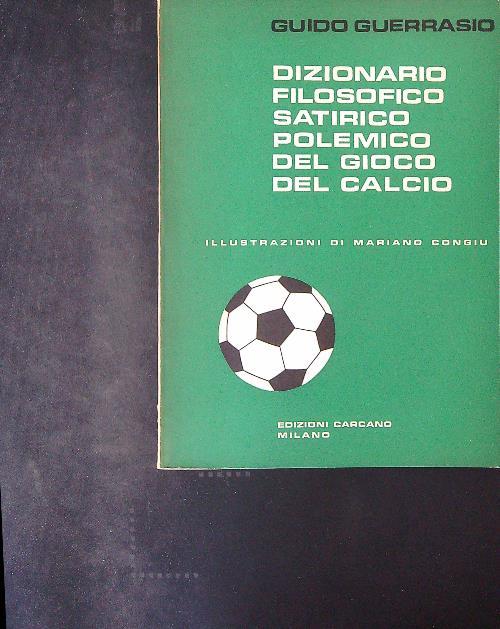 GUIDO GUERRASIO
DIZIONARIO
FILOSOFICO
SATIRICO
POLEMICO
DEL GIOCO
DEL CALCIO
ILLUSTRAZIONI DI MARIANO CONGIU
EDIZIONI CARCANO
MILANO